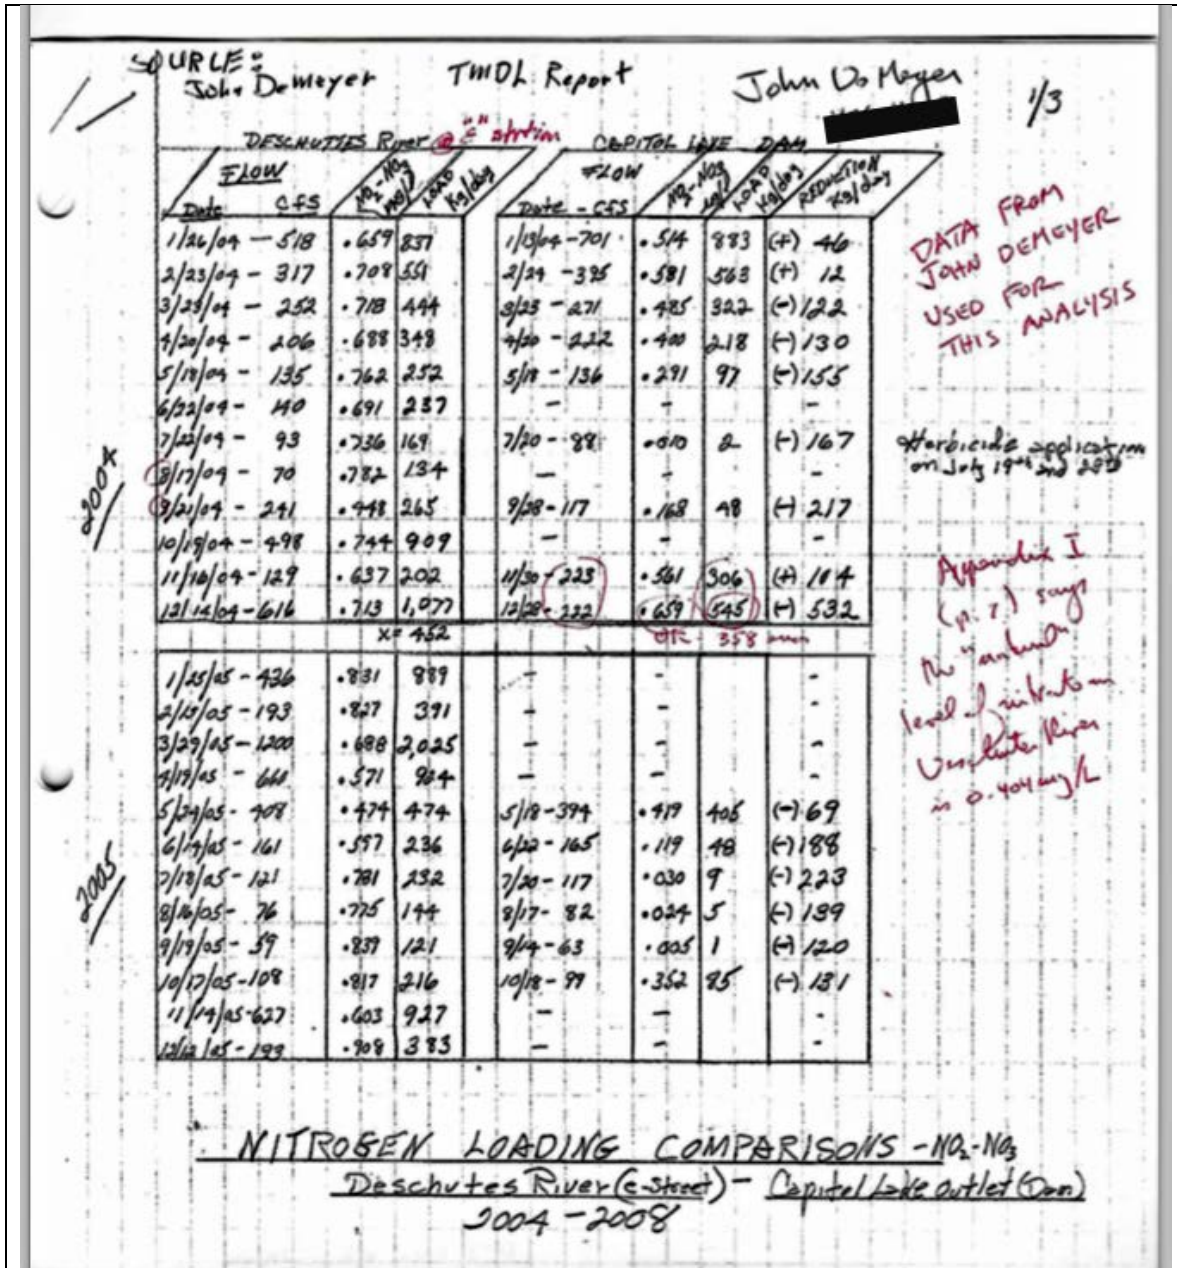 SOURCE:
John Demeyer TMDL Report John DeMeyer 1/3
DESCHUTES River @ "E" station CAPITOL LAKE DAM
FLOW NO2-NO3 mg/l LOAD Kg/day FLOW NO2-NO3 mg/l LOAD Kg/day REDUCTION Kg/day
Date CFS Date - CFS
1/26/04 - 518 .659 837 1/13/04 - 701 .514 883 (+) 46
2/23/04 - 317 .708 551 2/24 - 395 .581 563 (+) 12
3/23/04 - 252 .718 444 3/23 - 271 .485 322 (-) 122
4/20/04 - 206 .688 348 4/20 - 222 .400 218 (-) 130
5/18/04 - 135 .762 252 5/18 - 136 .291 97 (-) 155
6/22/04 - 140 .691 237 - - -
7/22/04 - 93 .736 169 7/20 - 88 .010 2 (-) 167
8/17/04 - 70 .782 134 - - -
9/21/04 - 241 .448 265 9/28 - 117 .168 48 (-) 217
10/19/04 - 498 .744 909 - - -
11/16/04 - 129 .637 202 11/30 - 223 .561 306 (+) 104
12/14/04 - 616 .713 1,077 12/28 - 222 .659 545 (-) 532
x = 452 358
2004
DATA FROM
JOHN DEMEYER
USED FOR
THIS ANALYSIS
Herbicide application
on July 19th and 20th
Appendix I
(p. 7) says
the "natural
level of nitrate in
Deschutes River
is 0.404 mg/L
1/25/05 - 436 .831 889 - -
2/15/05 - 193 .827 391 - -
3/29/05 - 1200 .688 2,025 - -
4/19/05 - 660 .571 924 - -
5/24/05 - 408 .474 474 5/18 - 394 .419 405 (-) 69
6/14/05 - 161 .597 236 6/22 - 165 .119 48 (-) 188
7/18/05 - 121 .781 232 7/20 - 117 .030 9 (-) 223
8/16/05 - 76 .775 144 8/17 - 82 .024 5 (-) 139
9/19/05 - 59 .839 121 9/14 - 63 .005 1 (-) 120
10/17/05 - 108 .817 216 10/18 - 99 .352 85 (-) 131
11/14/05 - 627 .603 927 - -
12/12/05 - 199 .908 383 - -
2005
NITROGEN LOADING COMPARISONS - NO2-NO3
Deschutes River (E-Street) - Capitol Lake Outlet (Dam)
2004 - 2008